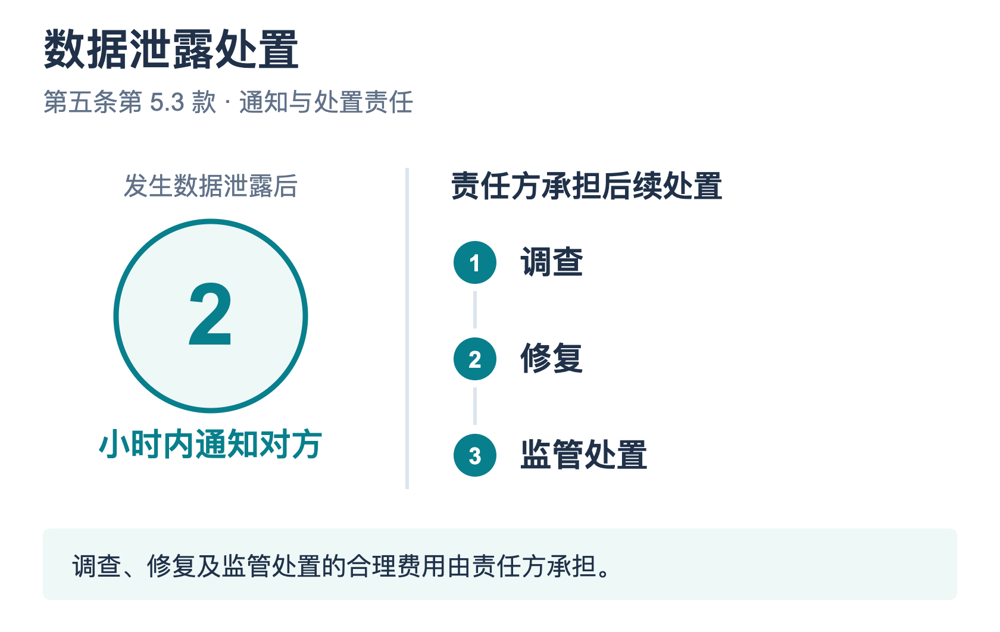 数据泄露处置
第五条第 5.3 款 · 通知与处置责任
发生数据泄露后
2
小时内通知对方
责任方承担后续处置
1 调查
2 修复
3 监管处置
调查、修复及监管处置的合理费用由责任方承担。